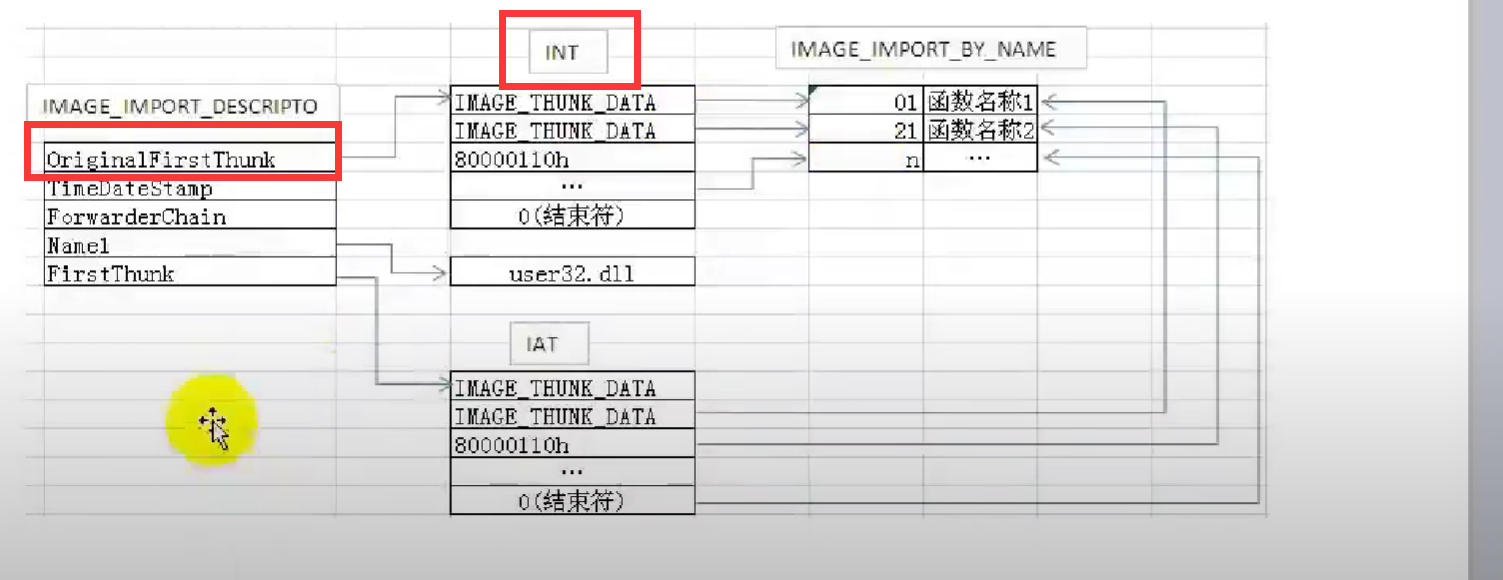 INT
IMAGE_IMPORT_BY_NAME
IMAGE_IMPORT_DESCRIPTO
IMAGE_THUNK_DATA
01 函数名称1
IMAGE_THUNK_DATA
21 函数名称2
OriginalFirstThunk
80000110h
n ...
TimeDateStamp
...
ForwarderChain
0(结束符)
Name1
FirstThunk
user32.dll
IAT
IMAGE_THUNK_DATA
IMAGE_THUNK_DATA
80000110h
...
0(结束符)